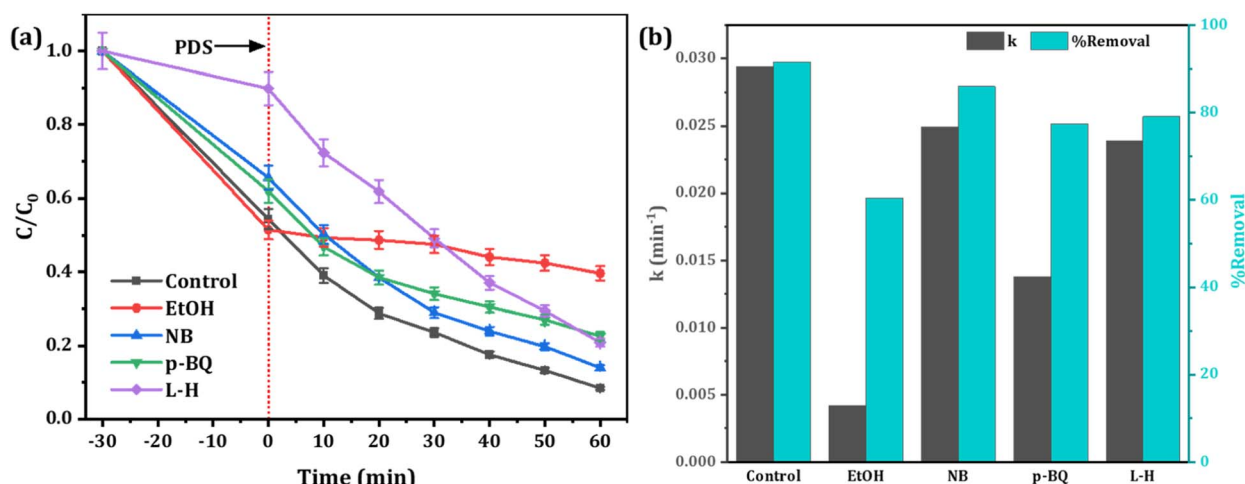 (a)
PDS
C/C₀
1.0
0.8
0.6
0.4
0.2
0.0
Control
EtOH
NB
p-BQ
L-H
-30 -20 -10 0 10 20 30 40 50 60
Time (min)
(b)
k %Removal
k (min⁻¹)
0.030
0.025
0.020
0.015
0.010
0.005
0.000
100
80
60
40
20
0
%Removal
Control EtOH NB p-BQ L-H